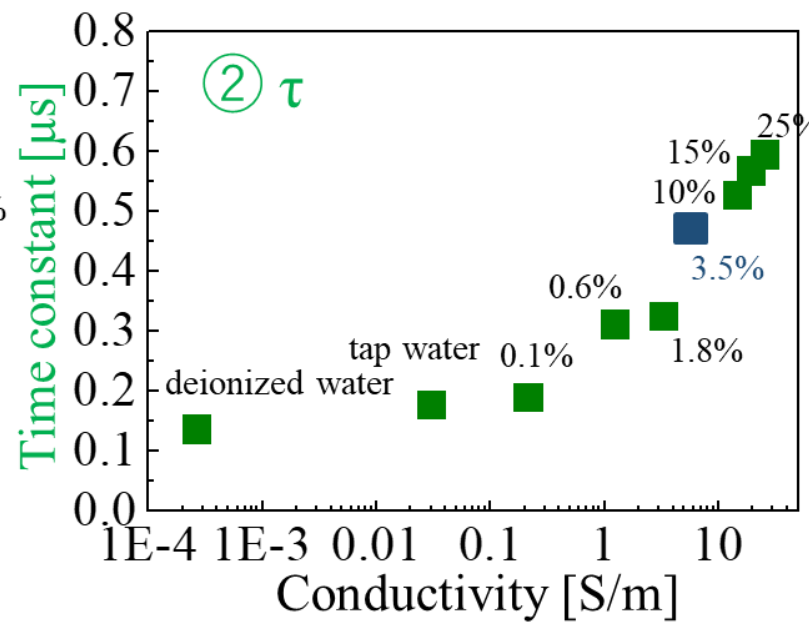 0.8
② τ
0.7
25%
0.6
15%
%
10%
0.5
3.5%
0.4
0.6%
0.3
tap water
0.1%
1.8%
deionized water
0.2
0.1
0.0
Time constant [μs]
1E-4 1E-3 0.01 0.1 1 10
Conductivity [S/m]